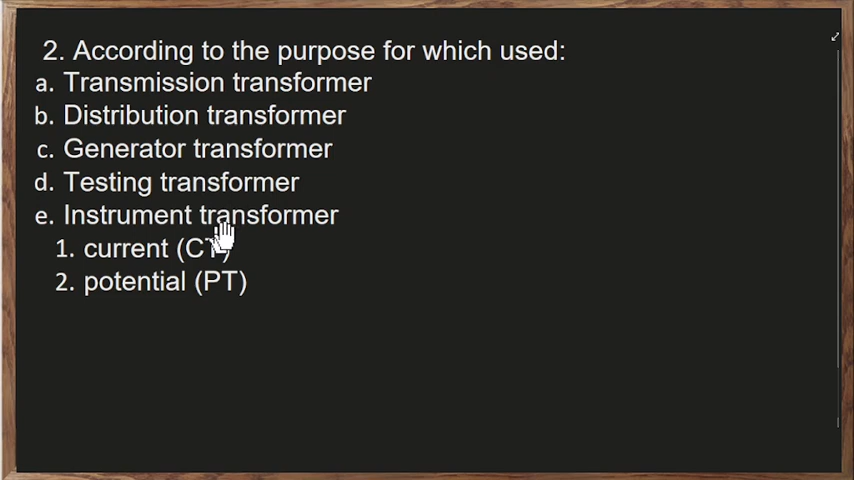 2. According to the purpose for which used:
a. Transmission transformer
b. Distribution transformer
c. Generator transformer
d. Testing transformer
e. Instrument transformer
1. current (CT)
2. potential (PT)